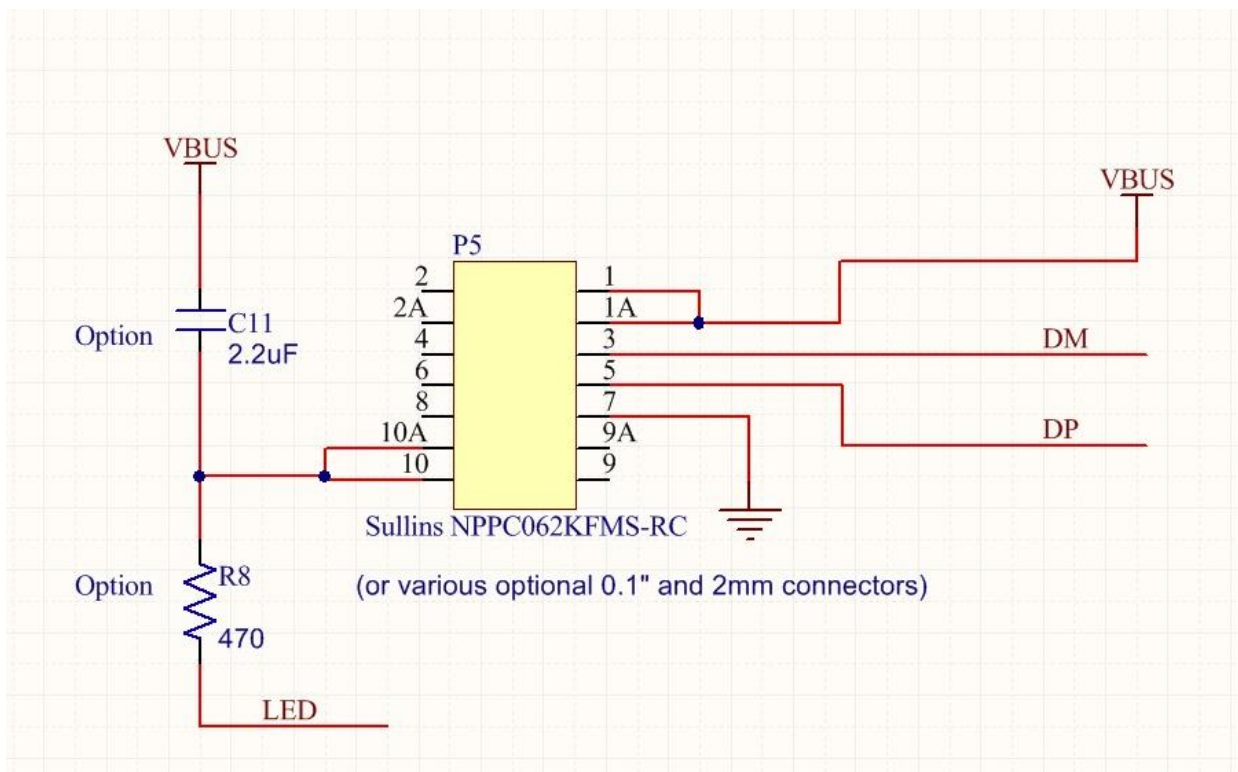 VBUS
VBUS
P5
2
1
2A
1A
Option
C11
2.2uF
4
3
DM
6
5
8
7
10A
9A
DP
10
9
Sullins NPPC062KFMS-RC
Option
R8
(or various optional 0.1" and 2mm connectors)
470
LED